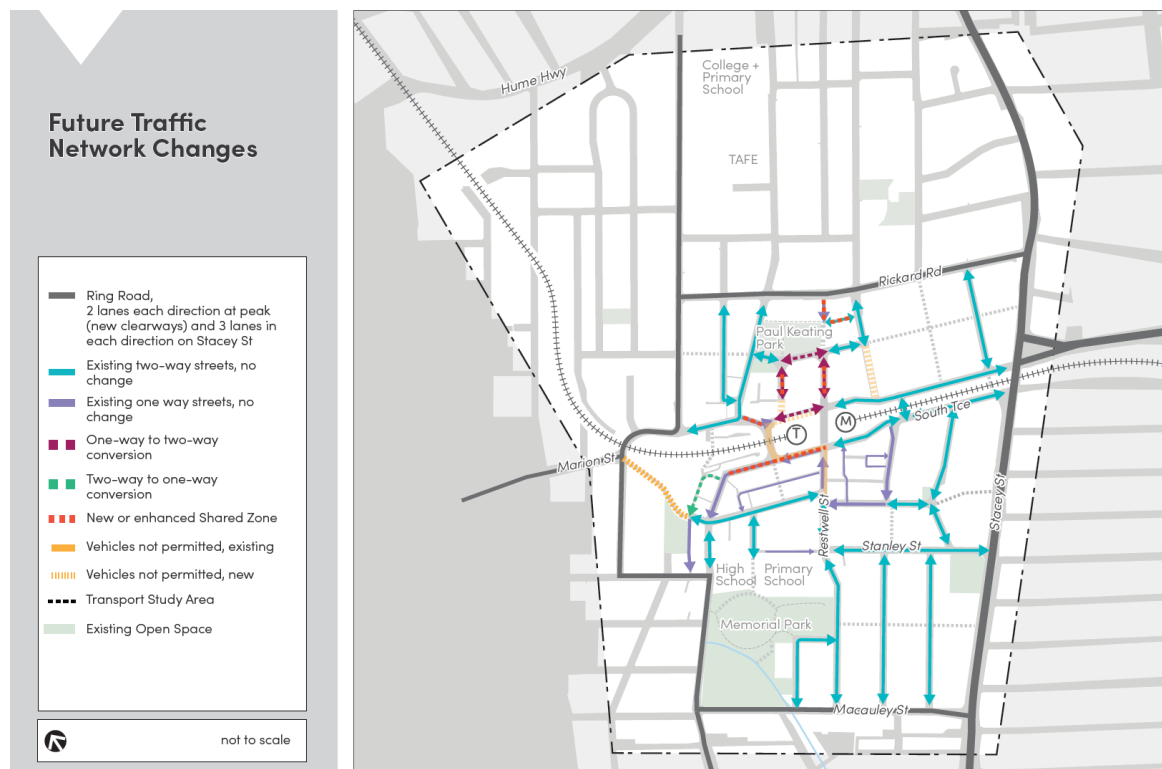 Future Traffic
Network Changes
Ring Road,
2 lanes each direction at peak
(new clearways) and 3 lanes in
each direction on Stacey St
Existing two-way streets, no
change
Existing one way streets, no
change
One-way to two-way
conversion
Two-way to one-way
conversion
New or enhanced Shared Zone
Vehicles not permitted, existing
Vehicles not permitted, new
Transport Study Area
Existing Open Space
not to scale
Hume Hwy
College +
Primary
School
TAFE
Rickard Rd
Paul Keating
Park
T
M
South Tce
Marion St
Restwell St
Stacey St
Stanley St
High
School
Primary
School
Memorial Park
Macauley St